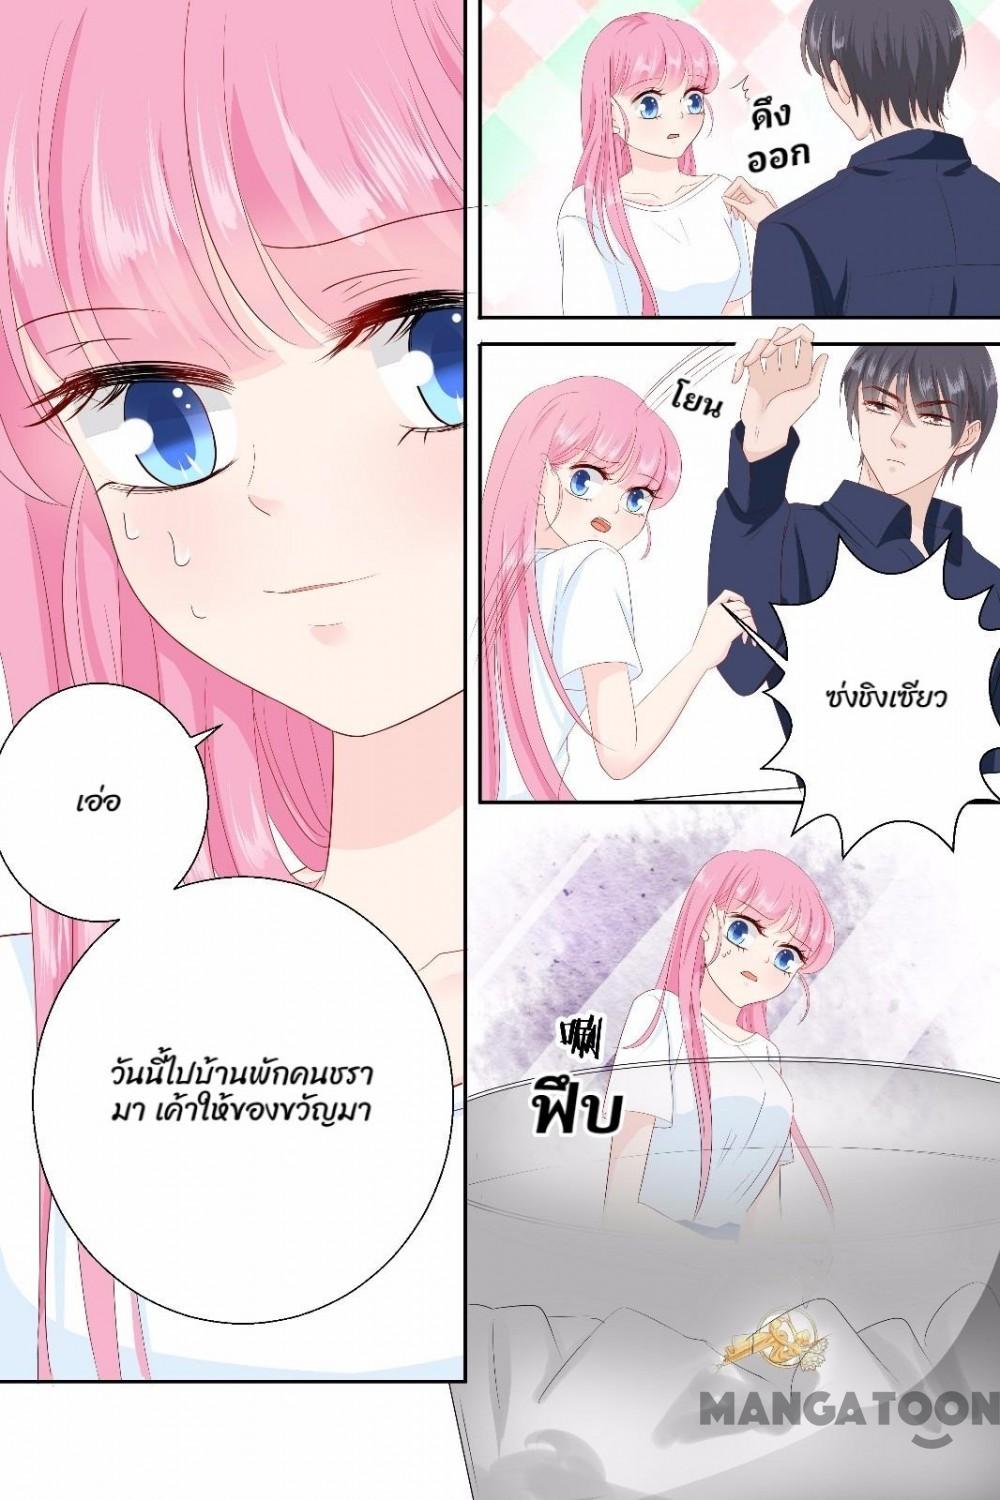 เอ่อ
วันนี้ไปบ้านพักคนชรา
มา เค้าให้ของขวัญมา
ดึง
ออก
โยน
ซ่งชิงเซียว
唰
ฟึบ
MANGATOON